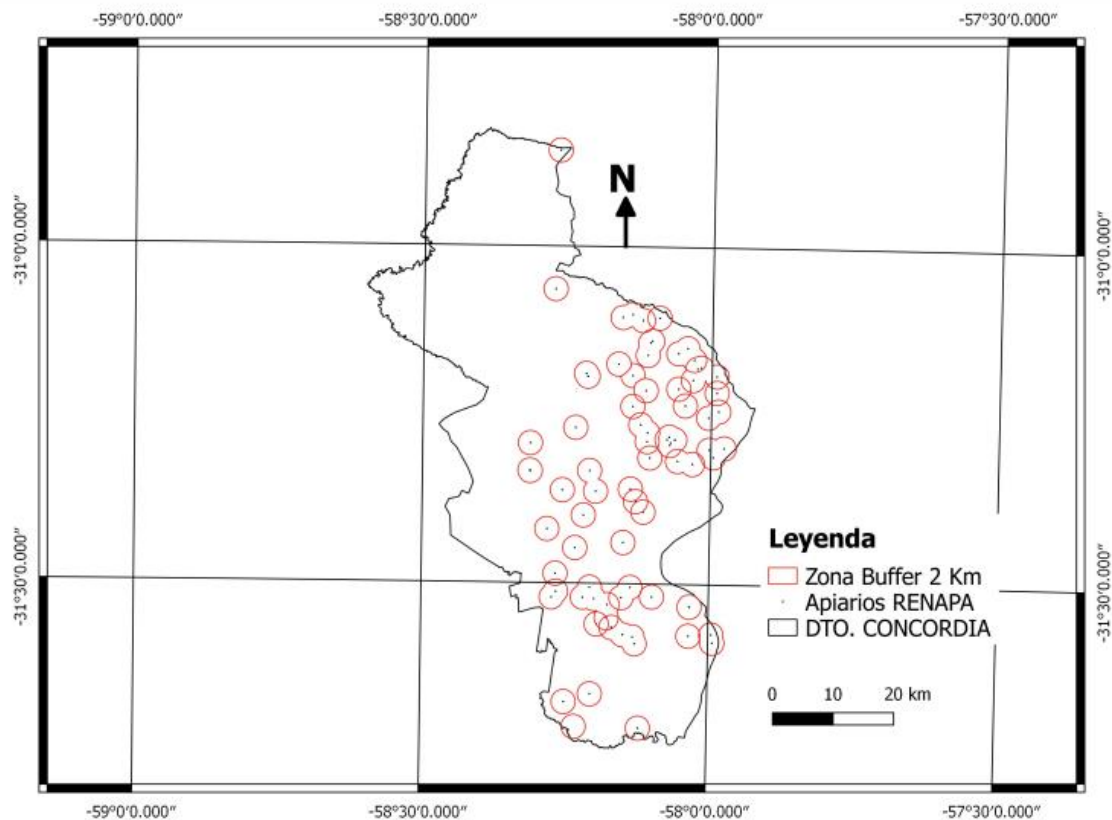 -59°0′0.000″ -58°30′0.000″ -58°0′0.000″ -57°30′0.000″
N
-31°0′0.000″ -31°0′0.000″
Leyenda
Zona Buffer 2 Km
Apiarios RENAPA
DTO. CONCORDIA
-31°30′0.000″ -31°30′0.000″
0 10 20 km
-59°0′0.000″ -58°30′0.000″ -58°0′0.000″ -57°30′0.000″